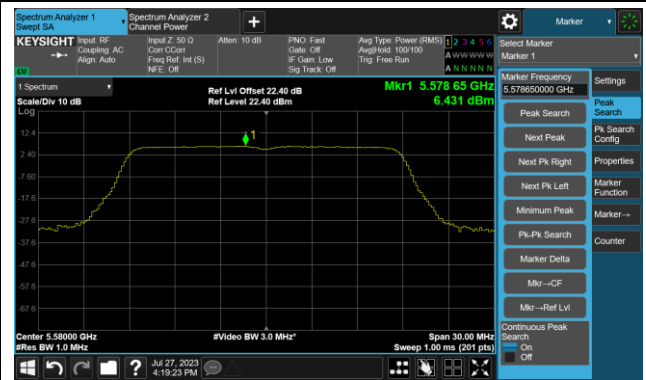 Spectrum Analyzer 1
Swept SA
Spectrum Analyzer 2
Channel Power
Marker
KEYSIGHT
Input: RF
Coupling: AC
Align: Auto
Input Z: 50 Ω
Corr CCorr
Freq Ref: Int (S)
NFE: Off
Atten: 10 dB
PNO: Fast
Gate: Off
IF Gain: Low
Sig Track: Off
Avg Type: Power (RMS)
Avg|Hold: 100/100
Trig: Free Run
1 2 3 4 5 6
A W W W W W
A N N N N N
Select Marker
Marker 1
1 Spectrum
Ref Lvl Offset 22.40 dB
Mkr1 5.578 65 GHz
Scale/Div 10 dB
Ref Level 22.40 dBm
6.431 dBm
Log
12.4
2.40
-7.60
-17.6
-27.6
-37.6
-47.6
-57.6
-67.6
1
Marker Frequency
5.578650000 GHz
Peak Search
Next Peak
Next Pk Right
Next Pk Left
Minimum Peak
Pk-Pk Search
Marker Delta
Mkr→CF
Mkr→Ref Lvl
Continuous Peak
Search
On
Off
Settings
Peak
Search
Pk Search
Config
Properties
Marker
Function
Marker→
Counter
Center 5.58000 GHz
#Video BW 3.0 MHz*
Span 30.00 MHz
#Res BW 1.0 MHz
Sweep 1.00 ms (201 pts)
Jul 27, 2023
4:19:23 PM